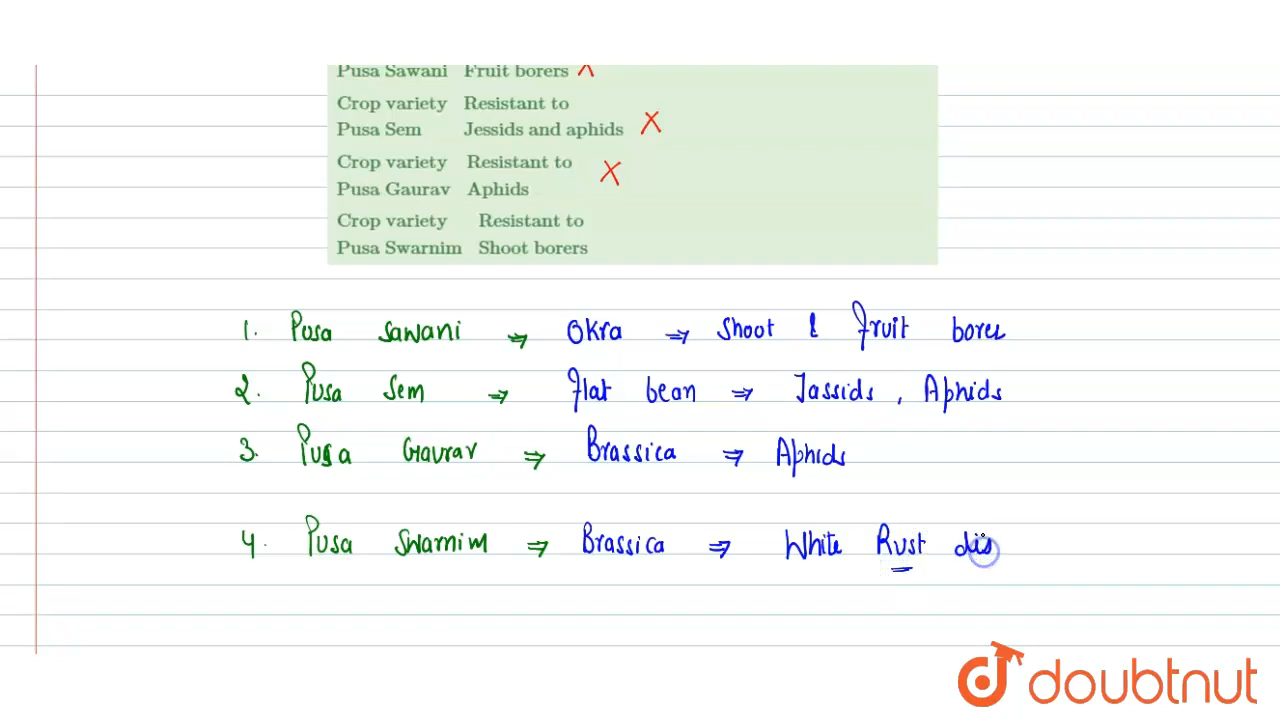 Pusa Sawani Fruit borers X
Crop variety Resistant to
Pusa Sem Jessids and aphids X
Crop variety Resistant to
Pusa Gaurav Aphids X
Crop variety Resistant to
Pusa Swarnim Shoot borers
1. Pusa Sawani ⇒ Okra ⇒ Shoot & Fruit bores
2. Pusa Sem ⇒ Flat bean ⇒ Jassids , Aphids
3. Pusa Gaurav ⇒ Brassica ⇒ Aphids
4. Pusa Swarnim ⇒ Brassica ⇒ White Rust dis
doubtnut